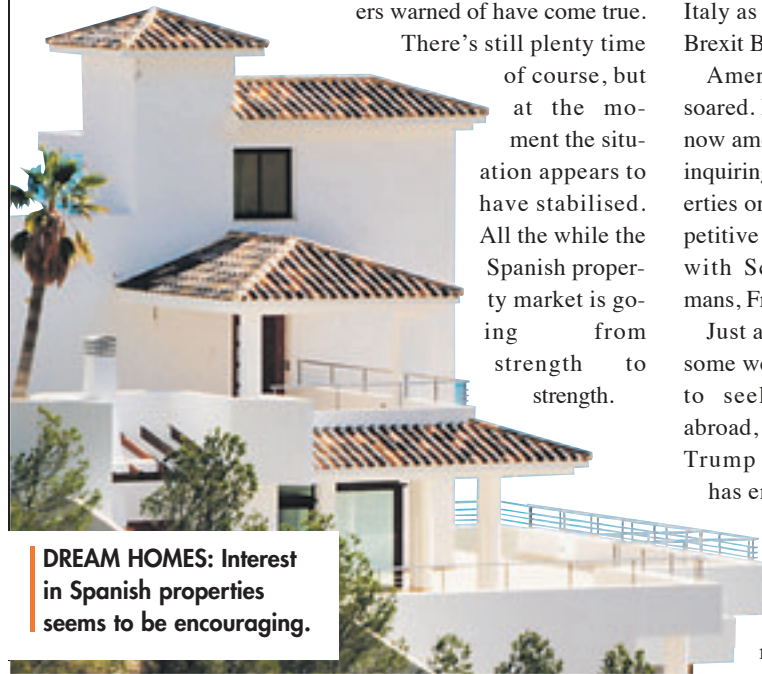 ers warned of have come true.
There's still plenty time
of course, but
at the mo-
ment the situ-
ation appears to
have stabilised.
All the while the
Spanish proper-
ty market is go-
ing from
strength to
strength.
Italy as
Brexit B
Amer
soared.
now am
inquiring
erties or
petitive
with Sc
mans, Fr
Just a
some we
to seel
abroad,
Trump
has er
DREAM HOMES: Interest
in Spanish properties
seems to be encouraging.